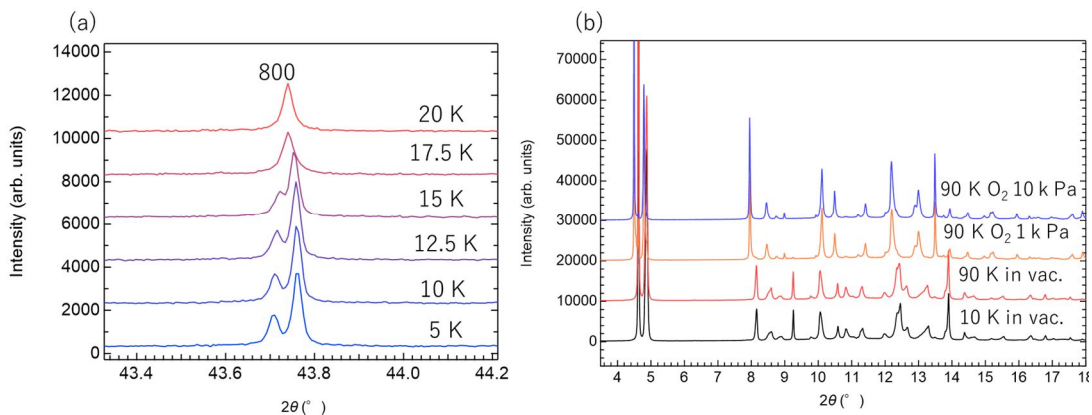 (a)
14000
12000
10000
8000
6000
4000
2000
0
Intensity (arb. units)
800
20 K
17.5 K
15 K
12.5 K
10 K
5 K
43.4
43.6
43.8
44.0
44.2
2θ (°)
(b)
70000
60000
50000
40000
30000
20000
10000
0
Intensity (arb. units)
90 K O₂ 10 k Pa
90 K O₂ 1 k Pa
90 K in vac.
10 K in vac.
4
5
6
7
8
9
10
11
12
13
14
15
16
17
18
2θ (°)